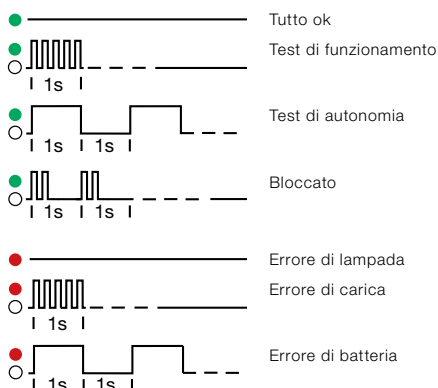 Tutto ok
Test di funzionamento
1s
Test di autonomia
1s 1s
Bloccato
1s 1s
Errore di lampada
Errore di carica
1s
Errore di batteria
1s 1s